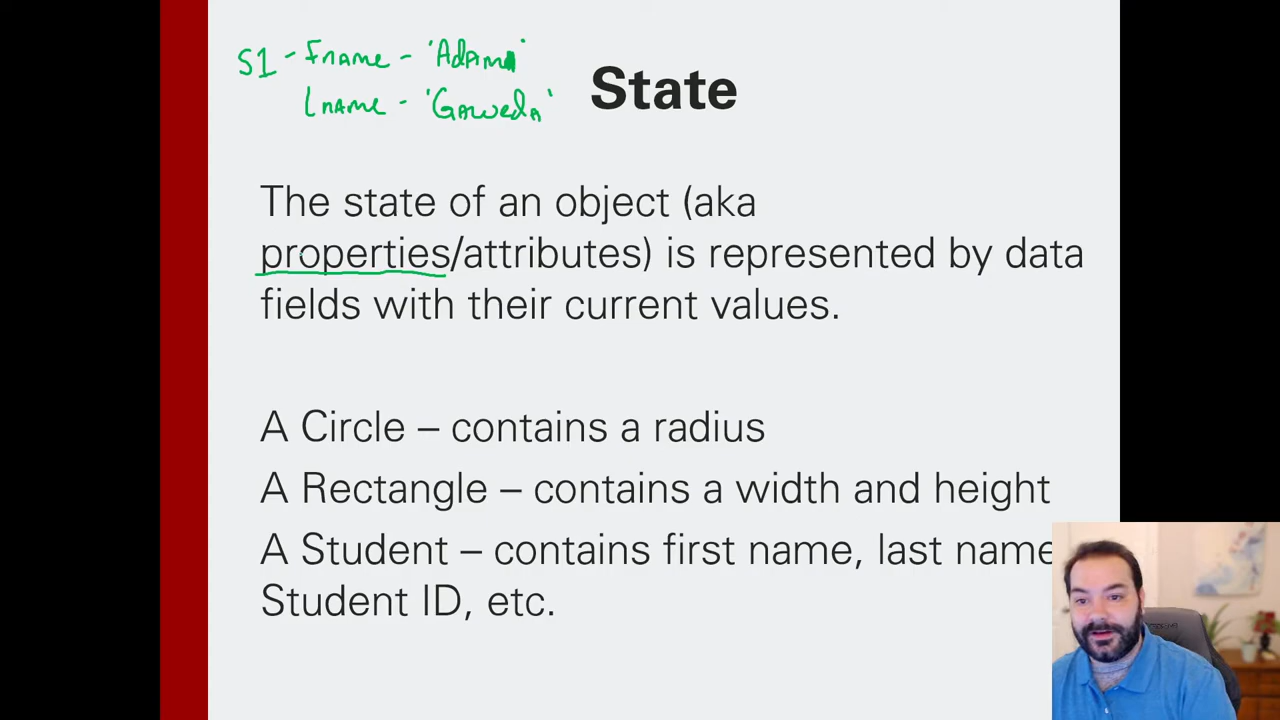 S1 - Fname - 'Adam'
lname - 'Gaweda'
State
The state of an object (aka
properties/attributes) is represented by data
fields with their current values.
A Circle – contains a radius
A Rectangle – contains a width and height
A Student – contains first name, last name
Student ID, etc.